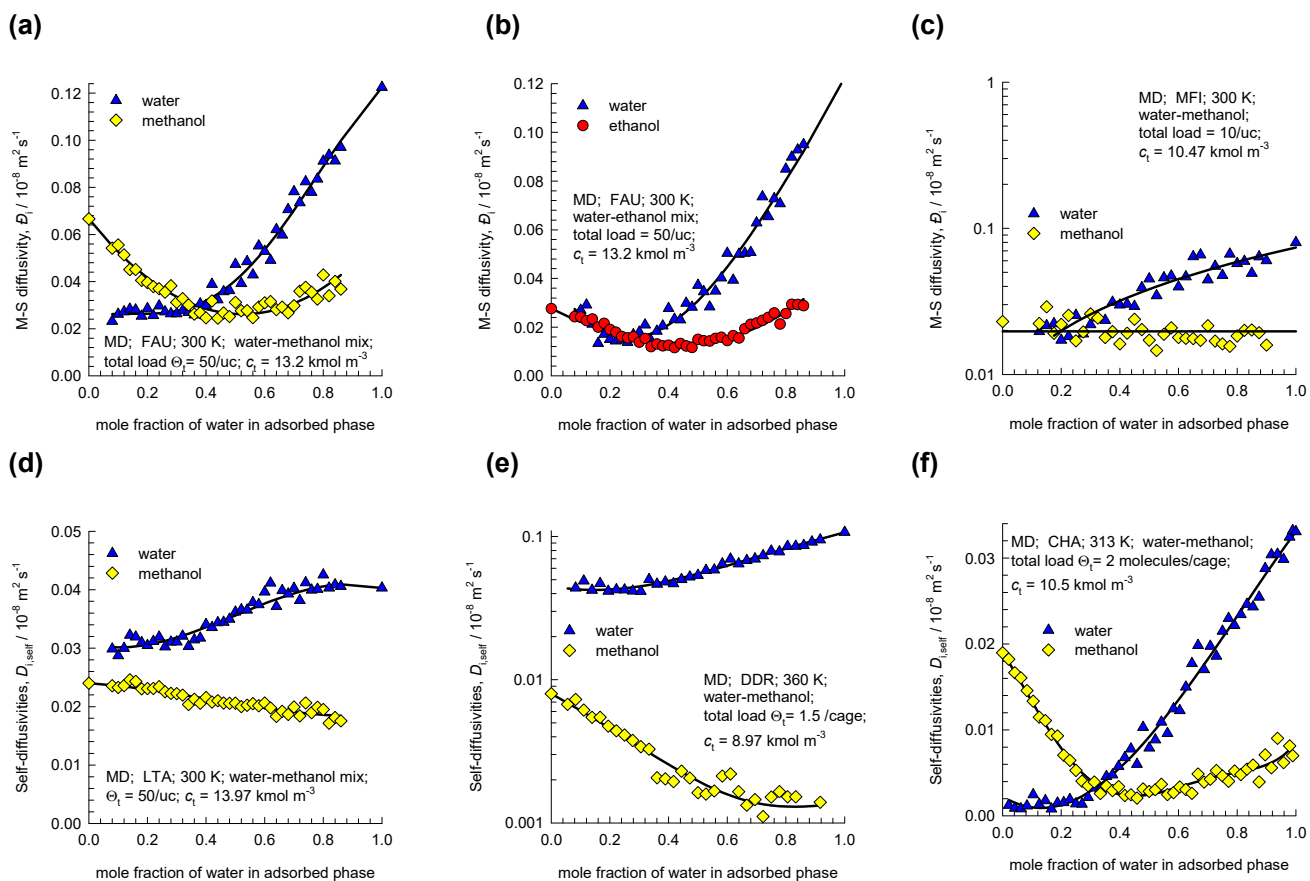 (a)
M-S diffusivity, Đi / 10-8 m2 s-1
0.12
0.10
0.08
0.06
0.04
0.02
0.00
water
methanol
MD; FAU; 300 K; water-methanol mix;
total load Θt= 50/uc; ct = 13.2 kmol m-3
0.0 0.2 0.4 0.6 0.8 1.0
mole fraction of water in adsorbed phase
(b)
M-S diffusivity, Đi / 10-8 m2 s-1
0.12
0.10
0.08
0.06
0.04
0.02
0.00
water
ethanol
MD; FAU; 300 K;
water-ethanol mix;
total load = 50/uc;
ct = 13.2 kmol m-3
0.0 0.2 0.4 0.6 0.8 1.0
mole fraction of water in adsorbed phase
(c)
M-S diffusivity, Đi / 10-8 m2 s-1
1
0.1
0.01
MD; MFI; 300 K;
water-methanol;
total load = 10/uc;
ct = 10.47 kmol m-3
water
methanol
0.0 0.2 0.4 0.6 0.8 1.0
mole fraction of water in adsorbed phase
(d)
Self-diffusivities, Di,self / 10-8 m2 s-1
0.05
0.04
0.03
0.02
0.01
0.00
water
methanol
MD; LTA; 300 K; water-methanol mix;
Θt = 50/uc; ct = 13.97 kmol m-3
0.0 0.2 0.4 0.6 0.8 1.0
mole fraction of water in adsorbed phase
(e)
Self-diffusivities, Di,self / 10-8 m2 s-1
0.1
0.01
0.001
water
methanol
MD; DDR; 360 K;
water-methanol;
total load Θt= 1.5 /cage;
ct = 8.97 kmol m-3
0.0 0.2 0.4 0.6 0.8 1.0
mole fraction of water in adsorbed phase
(f)
Self-diffusivities, Di,self / 10-8 m2 s-1
0.03
0.02
0.01
0.00
MD; CHA; 313 K; water-methanol;
total load Θt= 2 molecules/cage;
ct = 10.5 kmol m-3
water
methanol
0.0 0.2 0.4 0.6 0.8 1.0
mole fraction of water in adsorbed phase